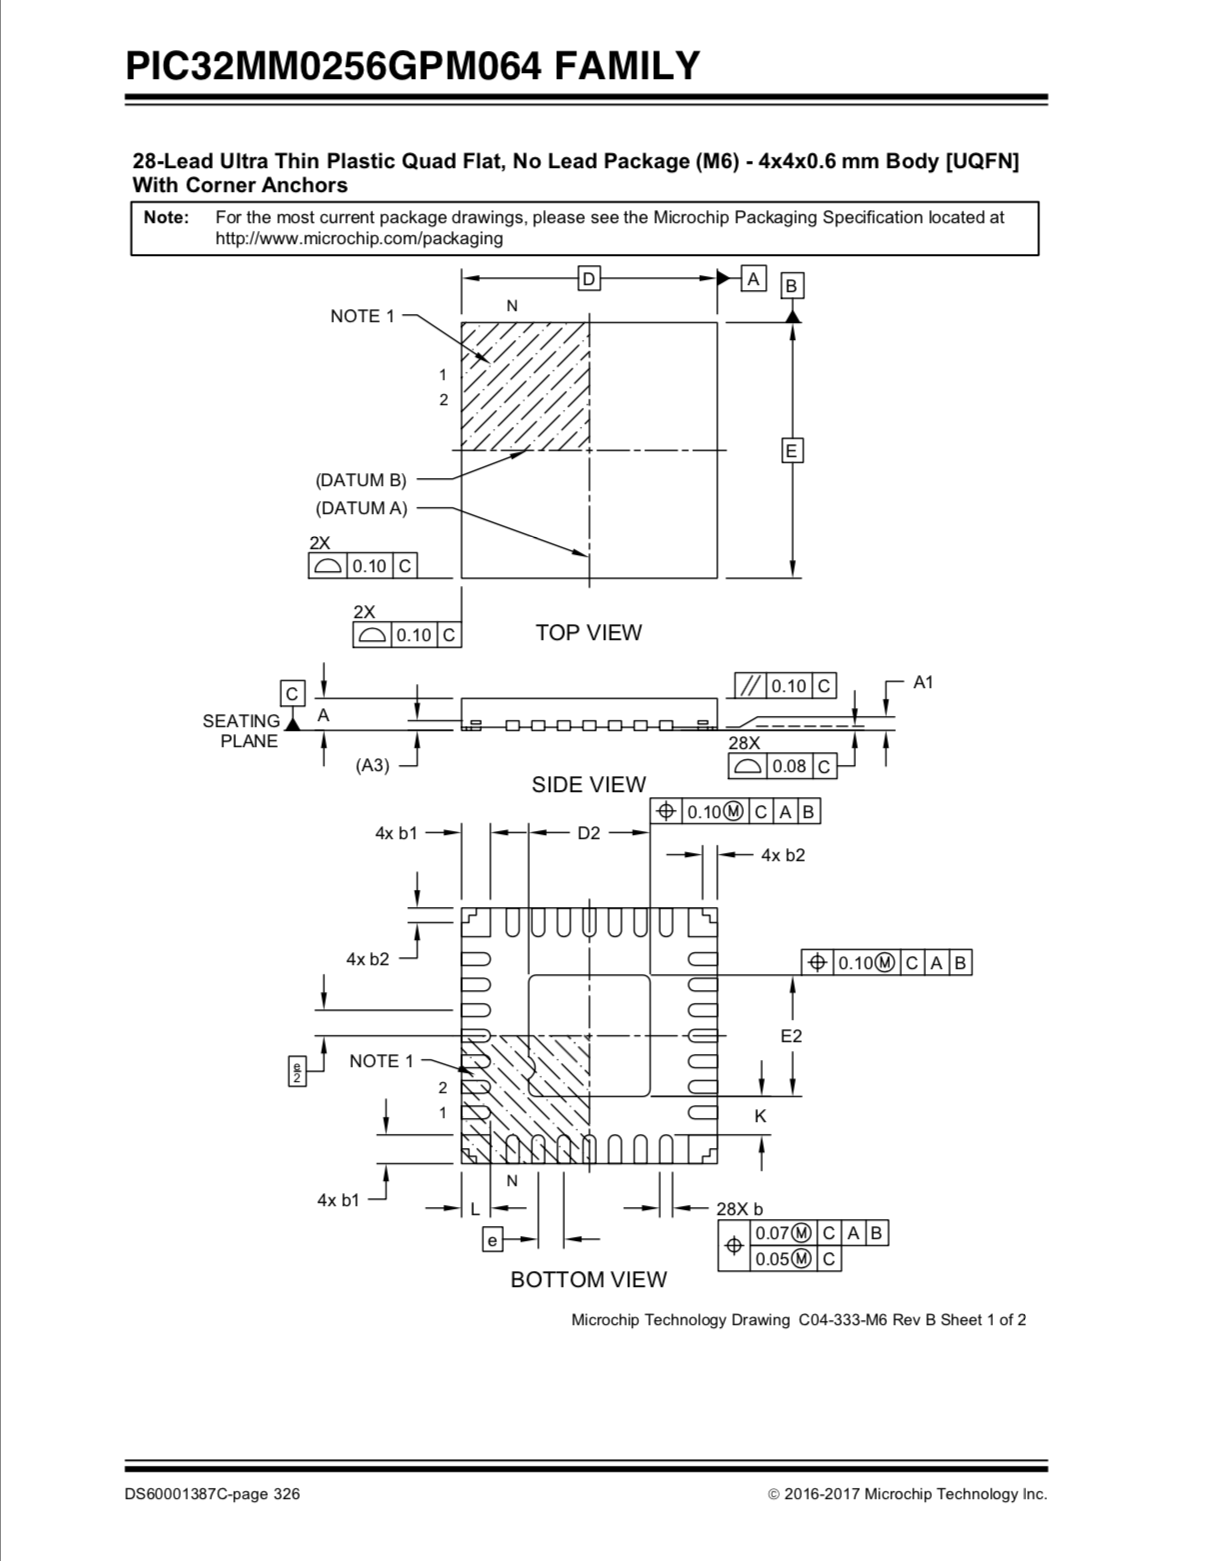 PIC32MM0256GPM064 FAMILY
28-Lead Ultra Thin Plastic Quad Flat, No Lead Package (M6) - 4x4x0.6 mm Body [UQFN]
With Corner Anchors
Note: For the most current package drawings, please see the Microchip Packaging Specification located at
http://www.microchip.com/packaging
D A B
N
NOTE 1
1
2
E
(DATUM B)
(DATUM A)
2X
0.10 C
2X
0.10 C
TOP VIEW
// 0.10 C
A1
C
A
SEATING
PLANE
(A3)
28X
0.08 C
SIDE VIEW
0.10Ⓜ C A B
4x b1
D2
4x b2
4x b2
0.10Ⓜ C A B
E2
e
2
NOTE 1
2
1
K
4x b1
N
L
28X b
e
0.07Ⓜ C A B
0.05Ⓜ C
BOTTOM VIEW
Microchip Technology Drawing C04-333-M6 Rev B Sheet 1 of 2
DS60001387C-page 326
© 2016-2017 Microchip Technology Inc.